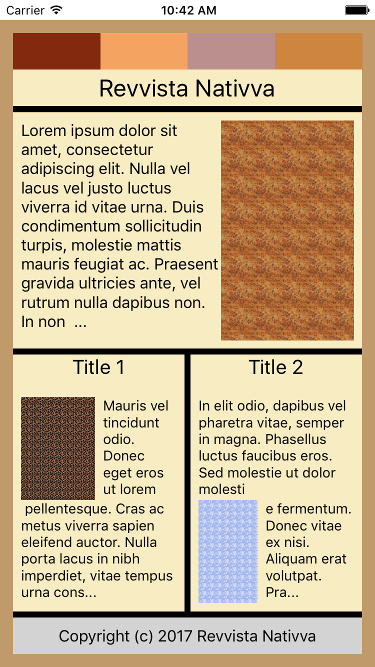 Carrier 10:42 AM
Revvista Nativva
Lorem ipsum dolor sit
amet, consectetur
adipiscing elit. Nulla vel
lacus vel justo luctus
viverra id vitae urna. Duis
condimentum sollicitudin
turpis, molestie mattis
mauris feugiat ac. Praesent
gravida ultricies ante, vel
rutrum nulla dapibus non.
In non ...
Title 1
Mauris vel
tincidunt
odio.
Donec
eget eros
ut lorem
pellentesque. Cras ac
metus viverra sapien
eleifend auctor. Nulla
porta lacus in nibh
imperdiet, vitae tempus
urna cons...
Title 2
In elit odio, dapibus vel
pharetra vitae, semper
in magna. Phasellus
luctus faucibus eros.
Sed molestie ut dolor
molesti
e fermentum.
Donec vitae
ex nisi.
Aliquam erat
volutpat.
Pra...
Copyright (c) 2017 Revvista Nativva